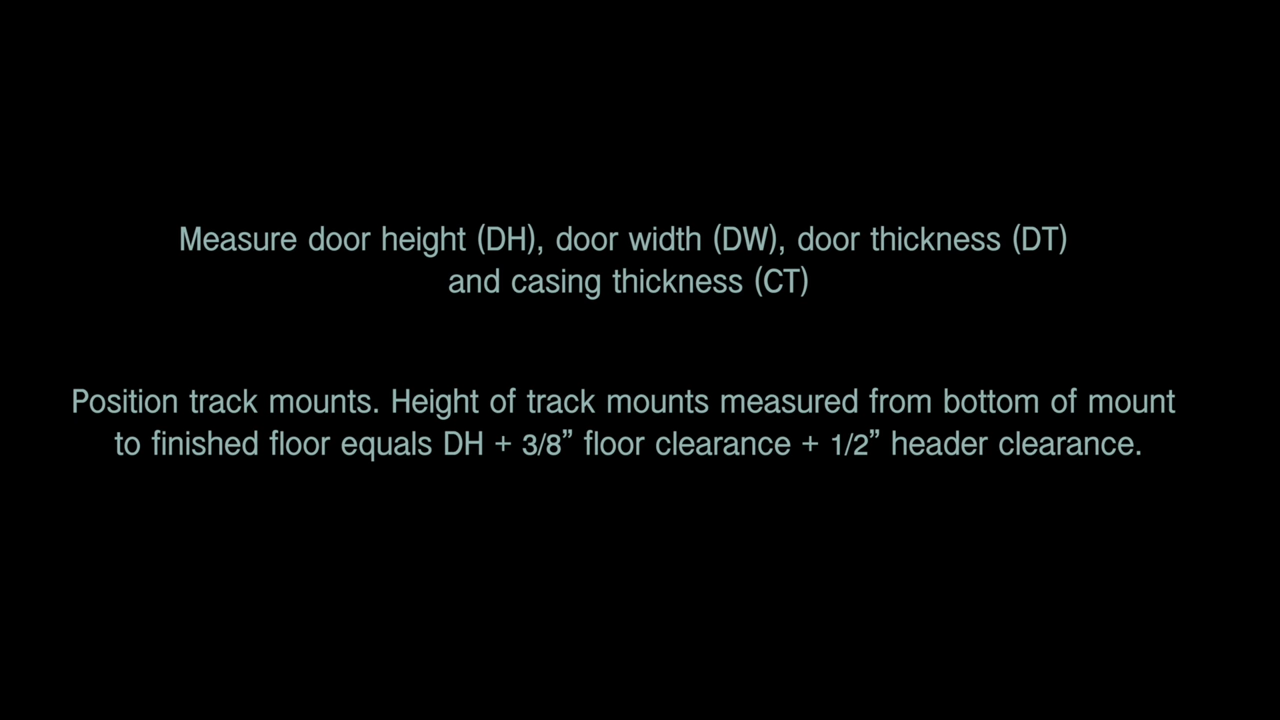 Measure door height (DH), door width (DW), door thickness (DT)
and casing thickness (CT)
Position track mounts. Height of track mounts measured from bottom of mount
to finished floor equals DH + 3/8” floor clearance + 1/2” header clearance.